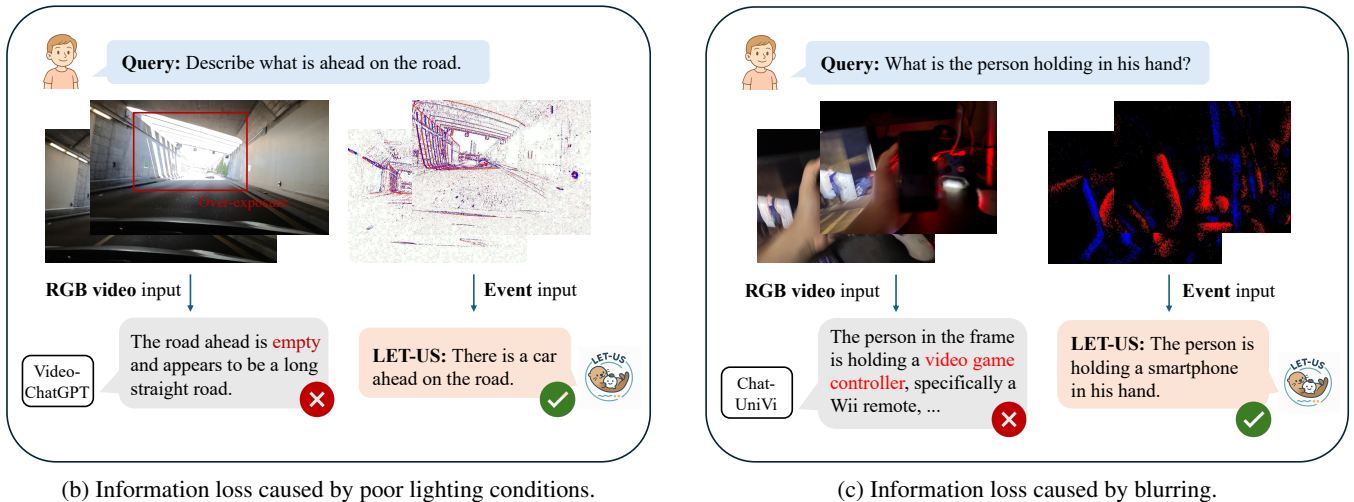 Query: Describe what is ahead on the road.
Over-exposure
RGB video input
Event input
Video-
ChatGPT
The road ahead is empty
and appears to be a long
straight road.
LET-US: There is a car
ahead on the road.
LET-US
(b) Information loss caused by poor lighting conditions.
Query: What is the person holding in his hand?
RGB video input
Event input
Chat-
UniVi
The person in the frame
is holding a video game
controller, specifically a
Wii remote, ...
LET-US: The person is
holding a smartphone
in his hand.
LET-US
(c) Information loss caused by blurring.